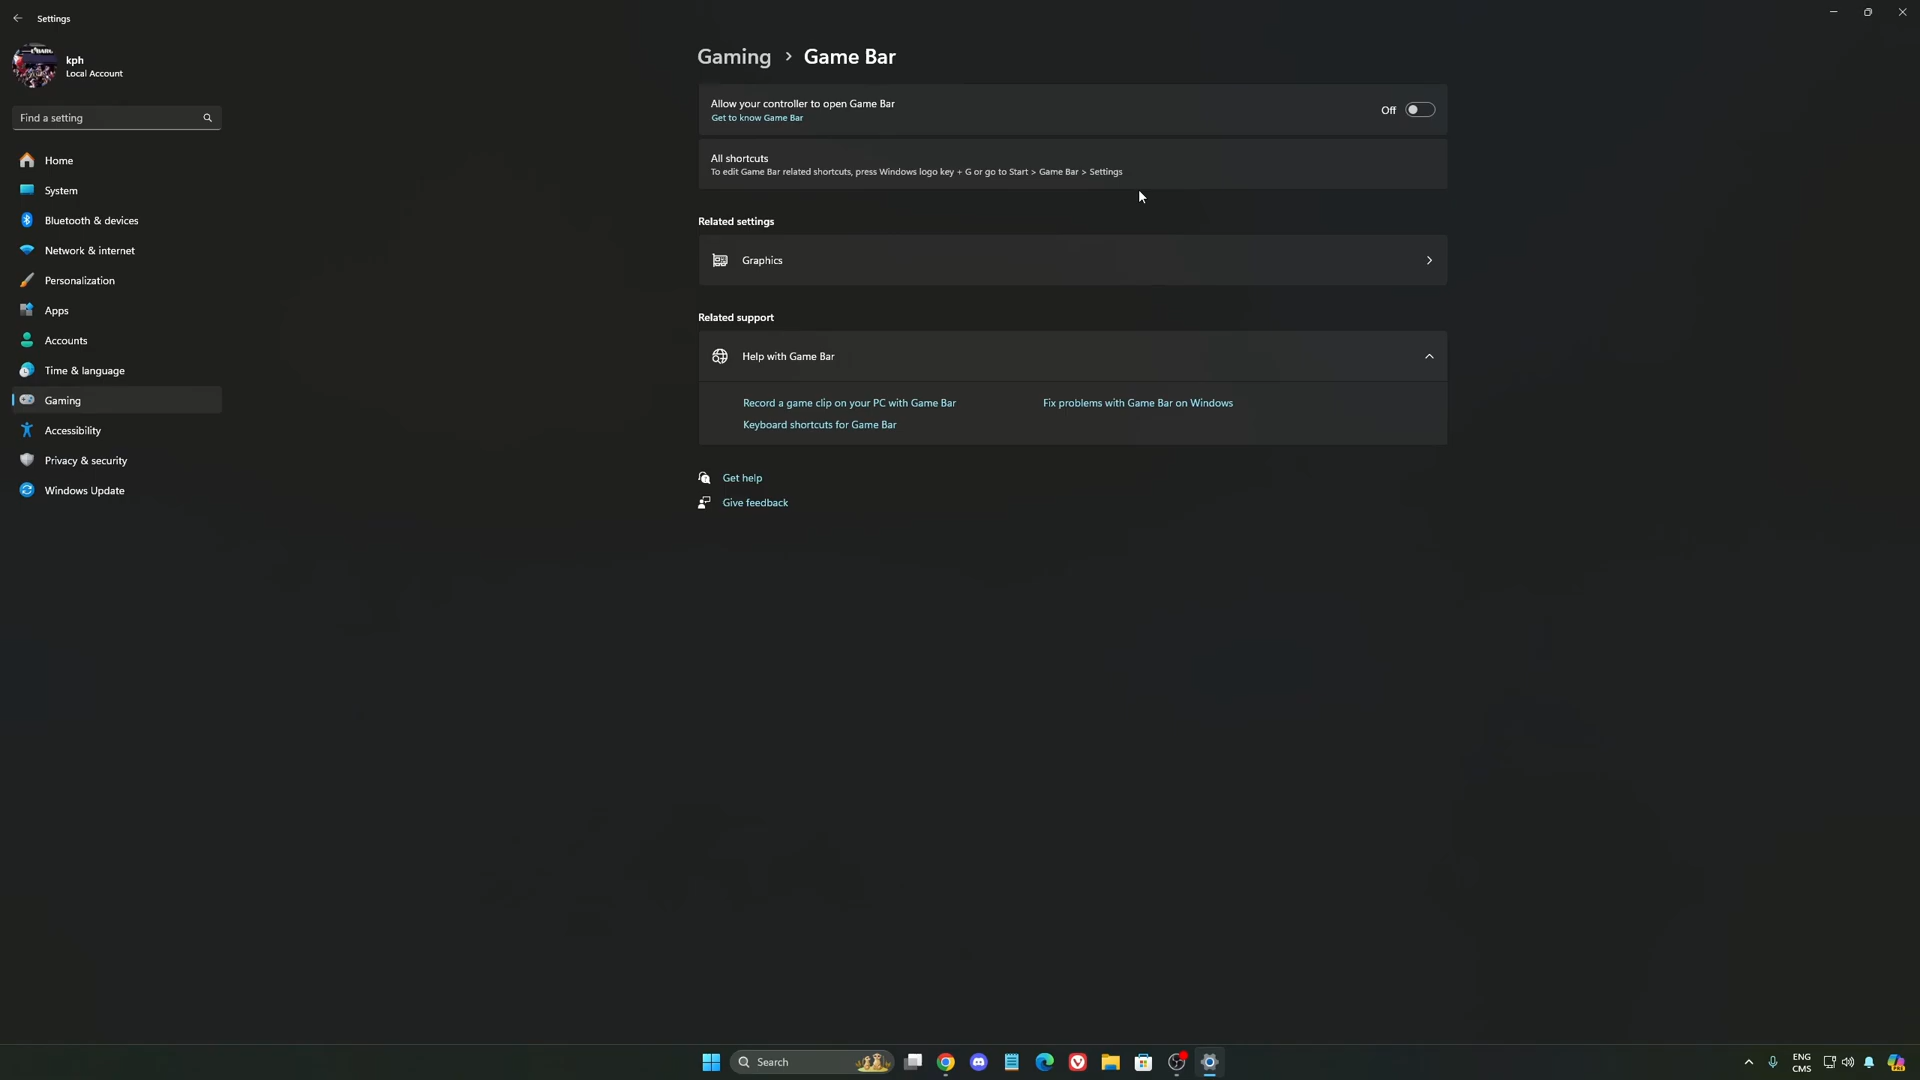 Settings
kph
Local Account
Find a setting
Home
System
Bluetooth & devices
Network & internet
Personalization
Apps
Accounts
Time & language
Gaming
Accessibility
Privacy & security
Windows Update
Gaming > Game Bar
Allow your controller to open Game Bar
Get to know Game Bar
Off
All shortcuts
To edit Game Bar related shortcuts, press Windows logo key + G or go to Start > Game Bar > Settings
Related settings
Graphics
Related support
Help with Game Bar
Record a game clip on your PC with Game Bar
Fix problems with Game Bar on Windows
Keyboard shortcuts for Game Bar
Get help
Give feedback
Search
ENG
CMS